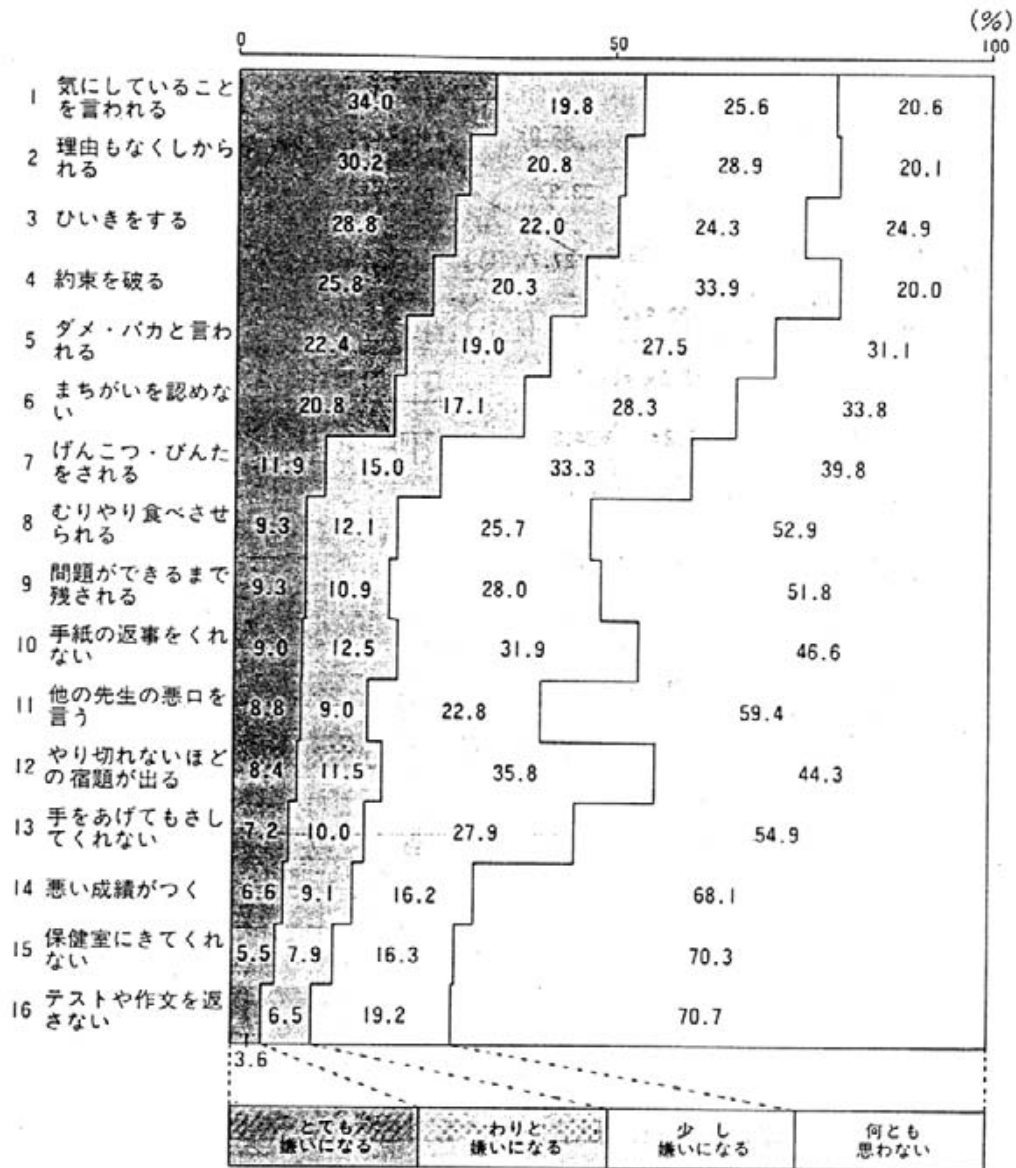 (%)
0 50 100
1 気にしていること
を言われる
34.0 19.8 25.6 20.6
2 理由もなくしから
れる
30.2 20.8 28.9 20.1
3 ひいきをする
28.8 22.0 24.3 24.9
4 約束を破る
25.8 20.3 33.9 20.0
5 ダメ・バカと言わ
れる
22.4 19.0 27.5 31.1
6 まちがいを認めな
い
20.8 17.1 28.3 33.8
7 げんこつ・びんた
をされる
11.9 15.0 33.3 39.8
8 むりやり食べさせ
られる
9.3 12.1 25.7 52.9
9 問題ができるまで
残される
9.3 10.9 28.0 51.8
10 手紙の返事をくれ
ない
9.0 12.5 31.9 46.6
11 他の先生の悪口を
言う
8.8 9.0 22.8 59.4
12 やり切れないほど
の宿題が出る
8.4 11.5 35.8 44.3
13 手をあげてもさし
てくれない
7.2 10.0 27.9 54.9
14 悪い成績がつく
6.6 9.1 16.2 68.1
15 保健室にきてくれ
ない
5.5 7.9 16.3 70.3
16 テストや作文を返
さない
3.6 6.5 19.2 70.7
とても
嫌いになる
わりと
嫌いになる
少し
嫌いになる
何とも
思わない